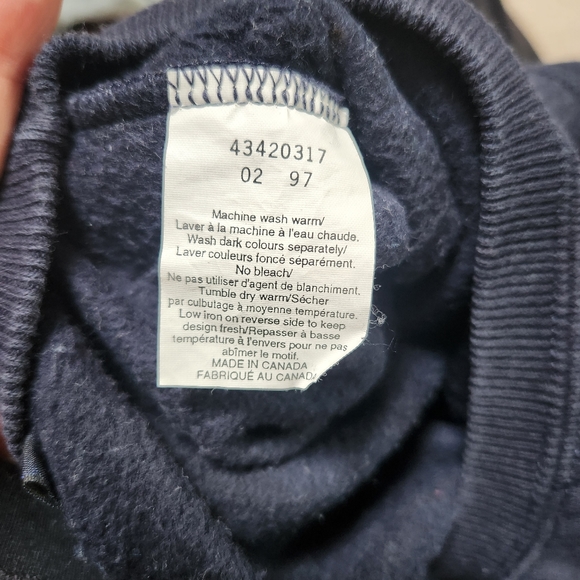 43420317
02 97
Machine wash warm/
Laver à la machine à l'eau chaude.
Wash dark colours separately/
Laver couleurs foncé separément.
No bleach/
Ne pas utiliser d'agent de blanchiment.
Tumble dry warm/Sécher
par culbutage à moyenne température.
Low iron on reverse side to keep
design fresh/Repasser à basse
température à l'envers pour ne pas
abîmer le motif.
MADE IN CANADA
FABRIQUÉ AU CANADA